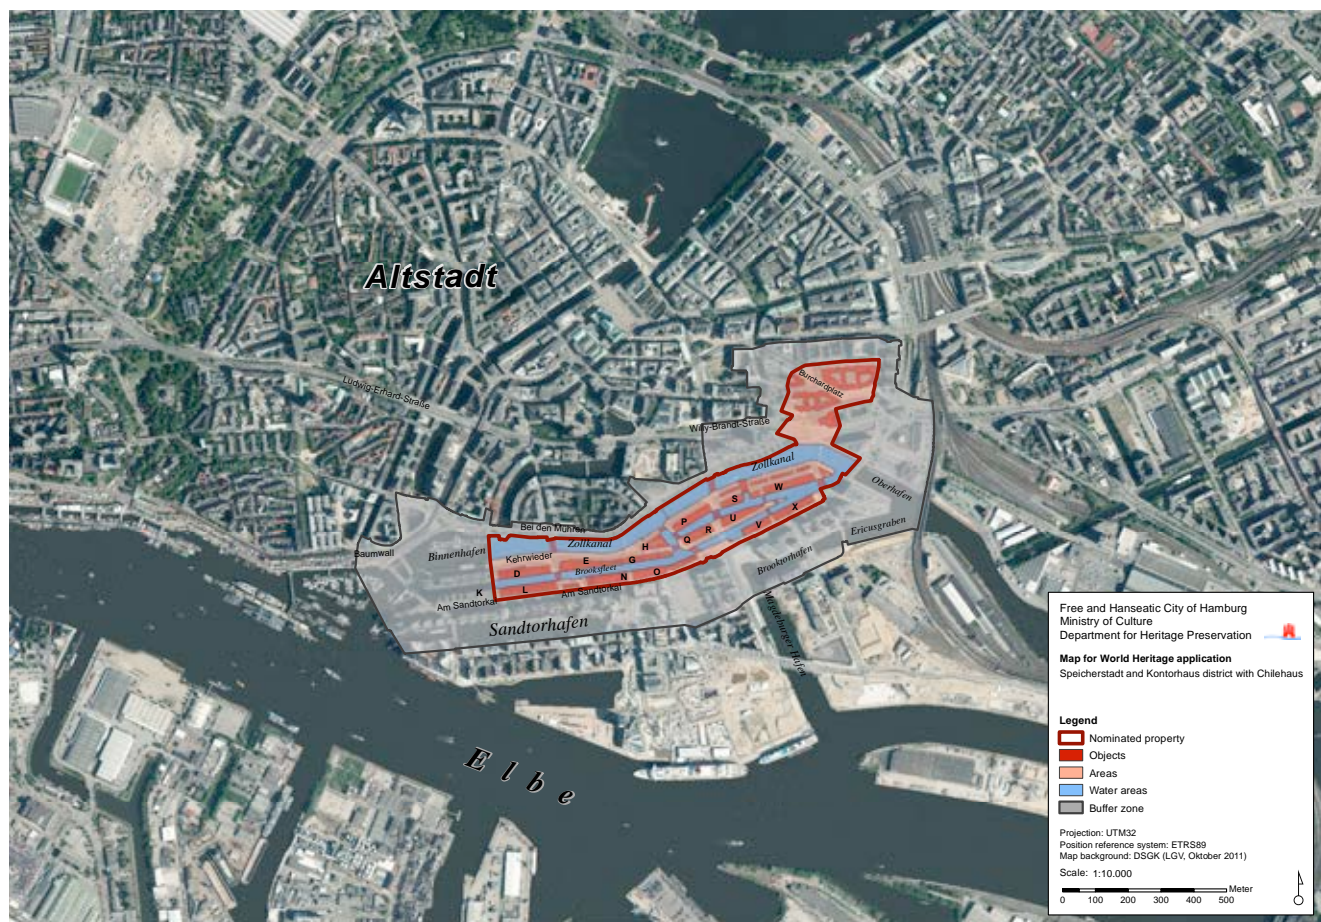 Altstadt
Ludwig-Erhard-Straße
Burchardplatz
Willy-Brandt-Straße
Zollkanal
Oberhafen
W
S
X
P
U
R
V
Q
Ericusgraben
Bei den Mühren
Zollkanal
H
Baumwall
Binnenhafen
Kehrwieder
E
G
Brooktorhafen
D
Brooksfleet
N
O
K
L
Am Sandtorkai
Am Sandtorkai
Sandtorhafen
Magdeburger Hafen
Elbe
Free and Hanseatic City of Hamburg
Ministry of Culture
Department for Heritage Preservation
Map for World Heritage application
Speicherstadt and Kontorhaus district with Chilehaus
Legend
Nominated property
Objects
Areas
Water areas
Buffer zone
Projection: UTM32
Position reference system: ETRS89
Map background: DSGK (LGV, Oktober 2011)
Scale: 1:10.000
Meter
0 100 200 300 400 500